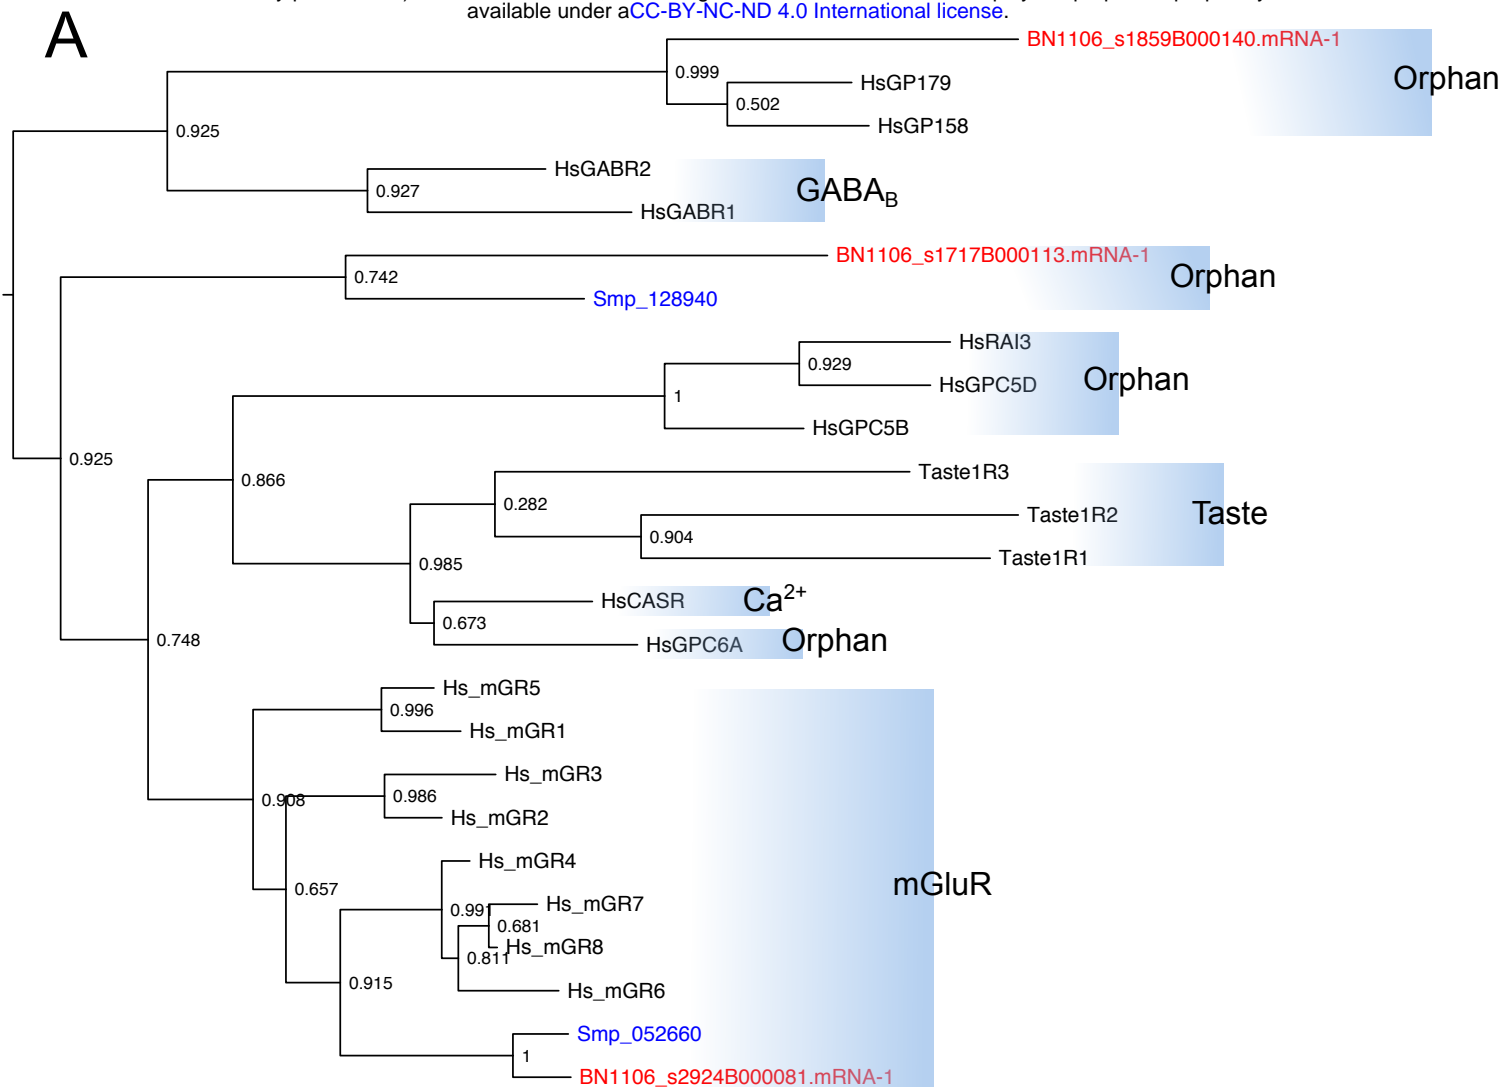 available under aCC-BY-NC-ND 4.0 International license.
A
BN1106_s1859B000140.mRNA-1
0.999
HsGP179
Orphan
0.502
HsGP158
0.925
HsGABR2
0.927
GABAB
HsGABR1
BN1106_s1717B000113.mRNA-1
0.742
Orphan
Smp_128940
HsRAI3
0.929
HsGPC5D
Orphan
1
HsGPC5B
0.925
0.866
Taste1R3
0.282
Taste1R2
Taste
0.904
Taste1R1
0.985
HsCASR
Ca2+
0.673
HsGPC6A
Orphan
0.748
Hs_mGR5
0.996
Hs_mGR1
Hs_mGR3
0.986
0.908
Hs_mGR2
Hs_mGR4
0.657
mGluR
0.991
Hs_mGR7
0.681
Hs_mGR8
0.811
0.915
Hs_mGR6
Smp_052660
1
BN1106_s2924B000081.mRNA-1